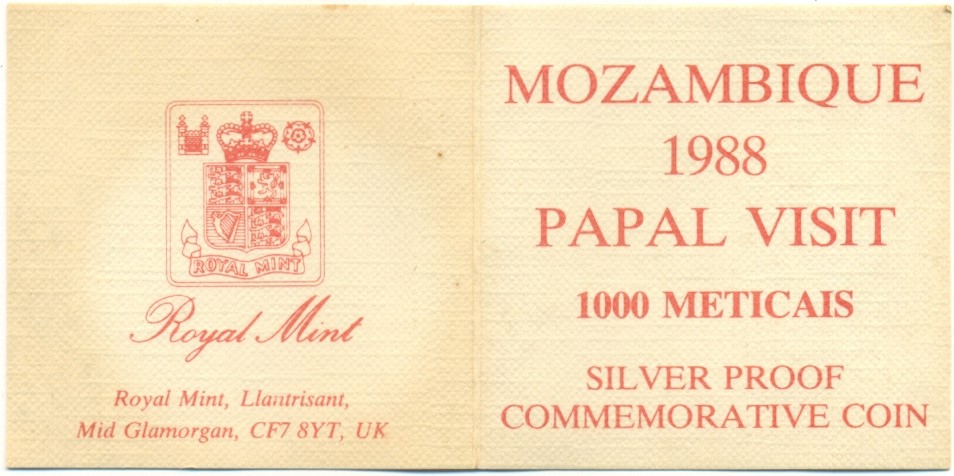 ROYAL MINT
Royal Mint
Royal Mint, Llantrisant,
Mid Glamorgan, CF7 8YT, UK
MOZAMBIQUE
1988
PAPAL VISIT
1000 METICAIS
SILVER PROOF
COMMEMORATIVE COIN